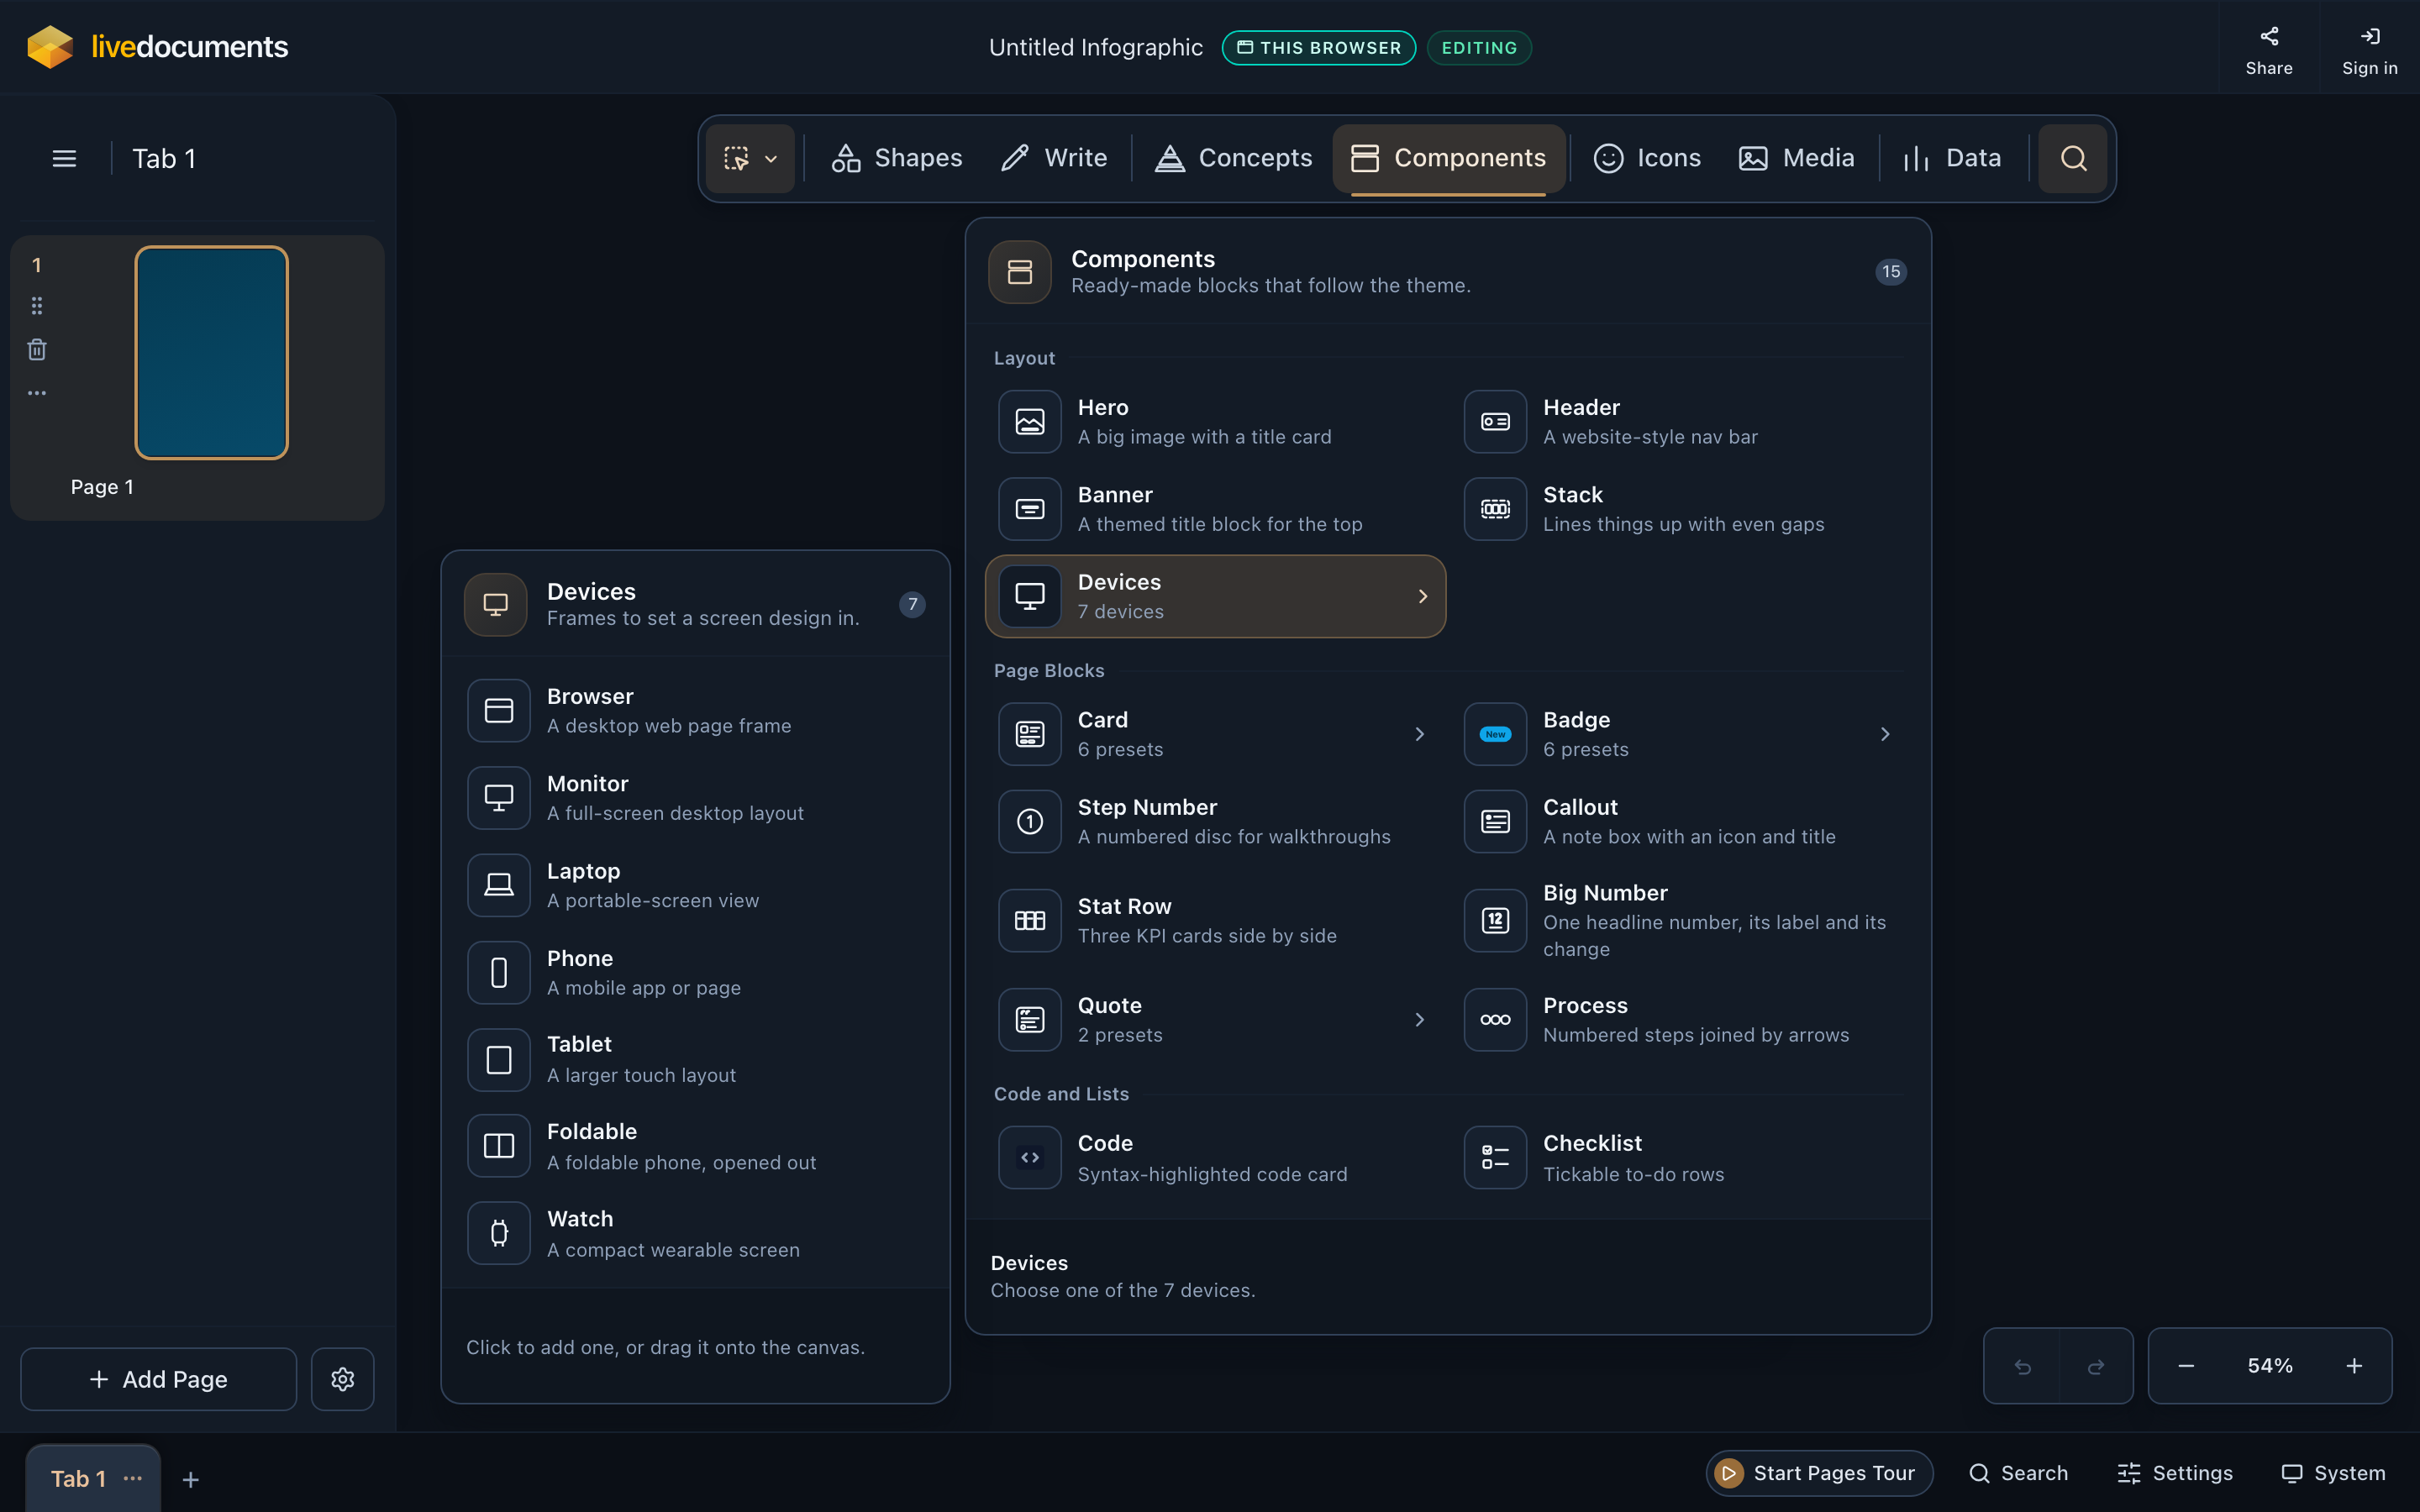 livedocuments
Untitled Infographic
THIS BROWSER
EDITING
Share
Sign in
Tab 1
Shapes
Write
Concepts
Components
Icons
Media
Data
1
Page 1
Components
Ready-made blocks that follow the theme.
15
Layout
Hero
A big image with a title card
Header
A website-style nav bar
Banner
A themed title block for the top
Stack
Lines things up with even gaps
Devices
7 devices
Page Blocks
Card
6 presets
Badge
6 presets
New
Step Number
A numbered disc for walkthroughs
1
Callout
A note box with an icon and title
Stat Row
Three KPI cards side by side
Big Number
One headline number, its label and its
change
12
Quote
2 presets
Process
Numbered steps joined by arrows
Code and Lists
Code
Syntax-highlighted code card
Checklist
Tickable to-do rows
Devices
Choose one of the 7 devices.
Devices
Frames to set a screen design in.
7
Browser
A desktop web page frame
Monitor
A full-screen desktop layout
Laptop
A portable-screen view
Phone
A mobile app or page
Tablet
A larger touch layout
Foldable
A foldable phone, opened out
Watch
A compact wearable screen
Click to add one, or drag it onto the canvas.
Add Page
54%
Tab 1
Start Pages Tour
Search
Settings
System